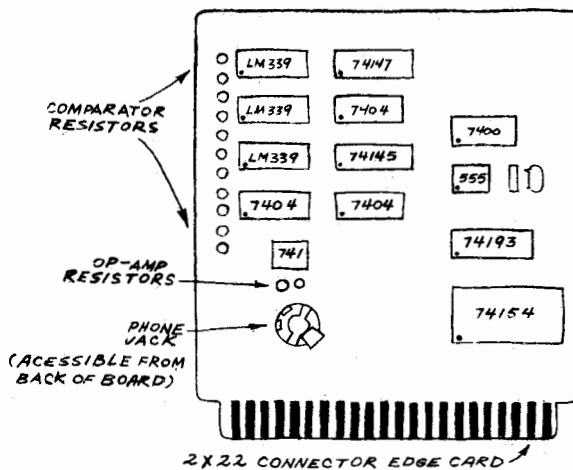 LM339
74147
COMPARATOR
RESISTORS
LM339
7404
7400
LM339
74145
555
7404
7404
741
74193
OP-AMP
RESISTORS
74154
PHONE
JACK
(ACESSIBLE FROM
BACK OF BOARD)
2X22 CONNECTOR EDGE CARD